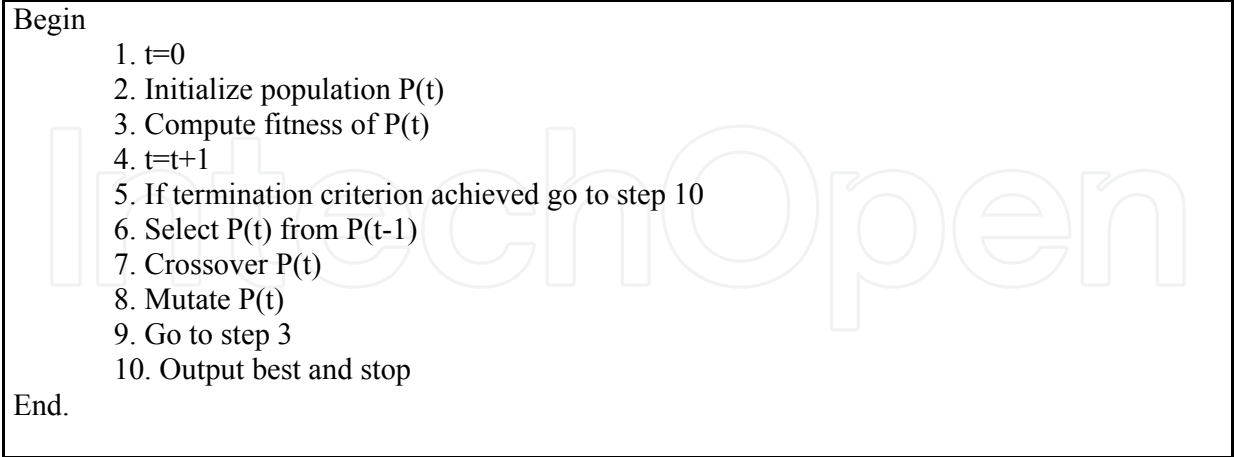 Begin
1. t=0
2. Initialize population P(t)
3. Compute fitness of P(t)
4. t=t+1
5. If termination criterion achieved go to step 10
6. Select P(t) from P(t-1)
7. Crossover P(t)
8. Mutate P(t)
9. Go to step 3
10. Output best and stop
End.
IntechOpen